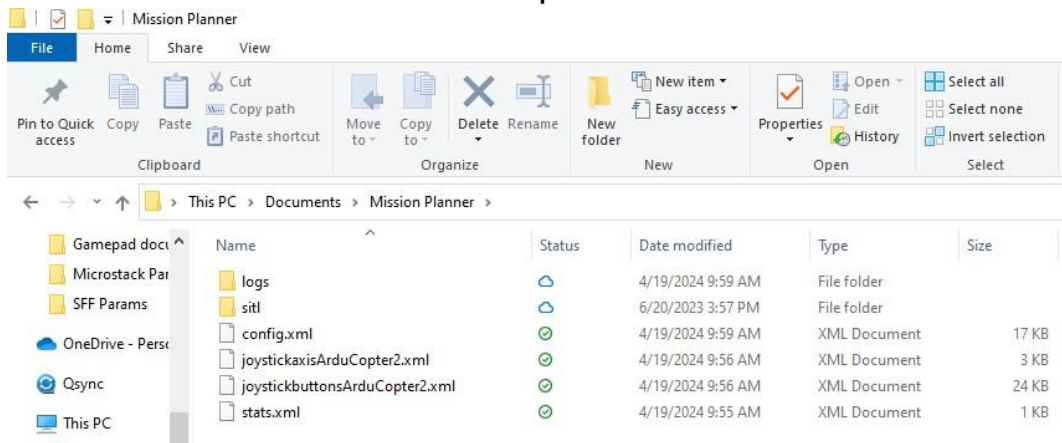 Mission Planner
File Home Share View
Pin to Quick access
Copy
Paste
Cut
Copy path
Paste shortcut
Move to
Copy to
Delete
Rename
New folder
New item
Easy access
Properties
Open
Edit
History
Select all
Select none
Invert selection
Clipboard Organize New Open Select
This PC > Documents > Mission Planner >
Gamepad docu
Microstack Par
SFF Params
OneDrive - Perso
Qsync
This PC
Name Status Date modified Type Size
logs 4/19/2024 9:59 AM File folder
sitl 6/20/2023 3:57 PM File folder
config.xml 4/19/2024 9:59 AM XML Document 17 KB
joystickaxisArduCopter2.xml 4/19/2024 9:56 AM XML Document 3 KB
joystickbuttonsArduCopter2.xml 4/19/2024 9:56 AM XML Document 24 KB
stats.xml 4/19/2024 9:55 AM XML Document 1 KB